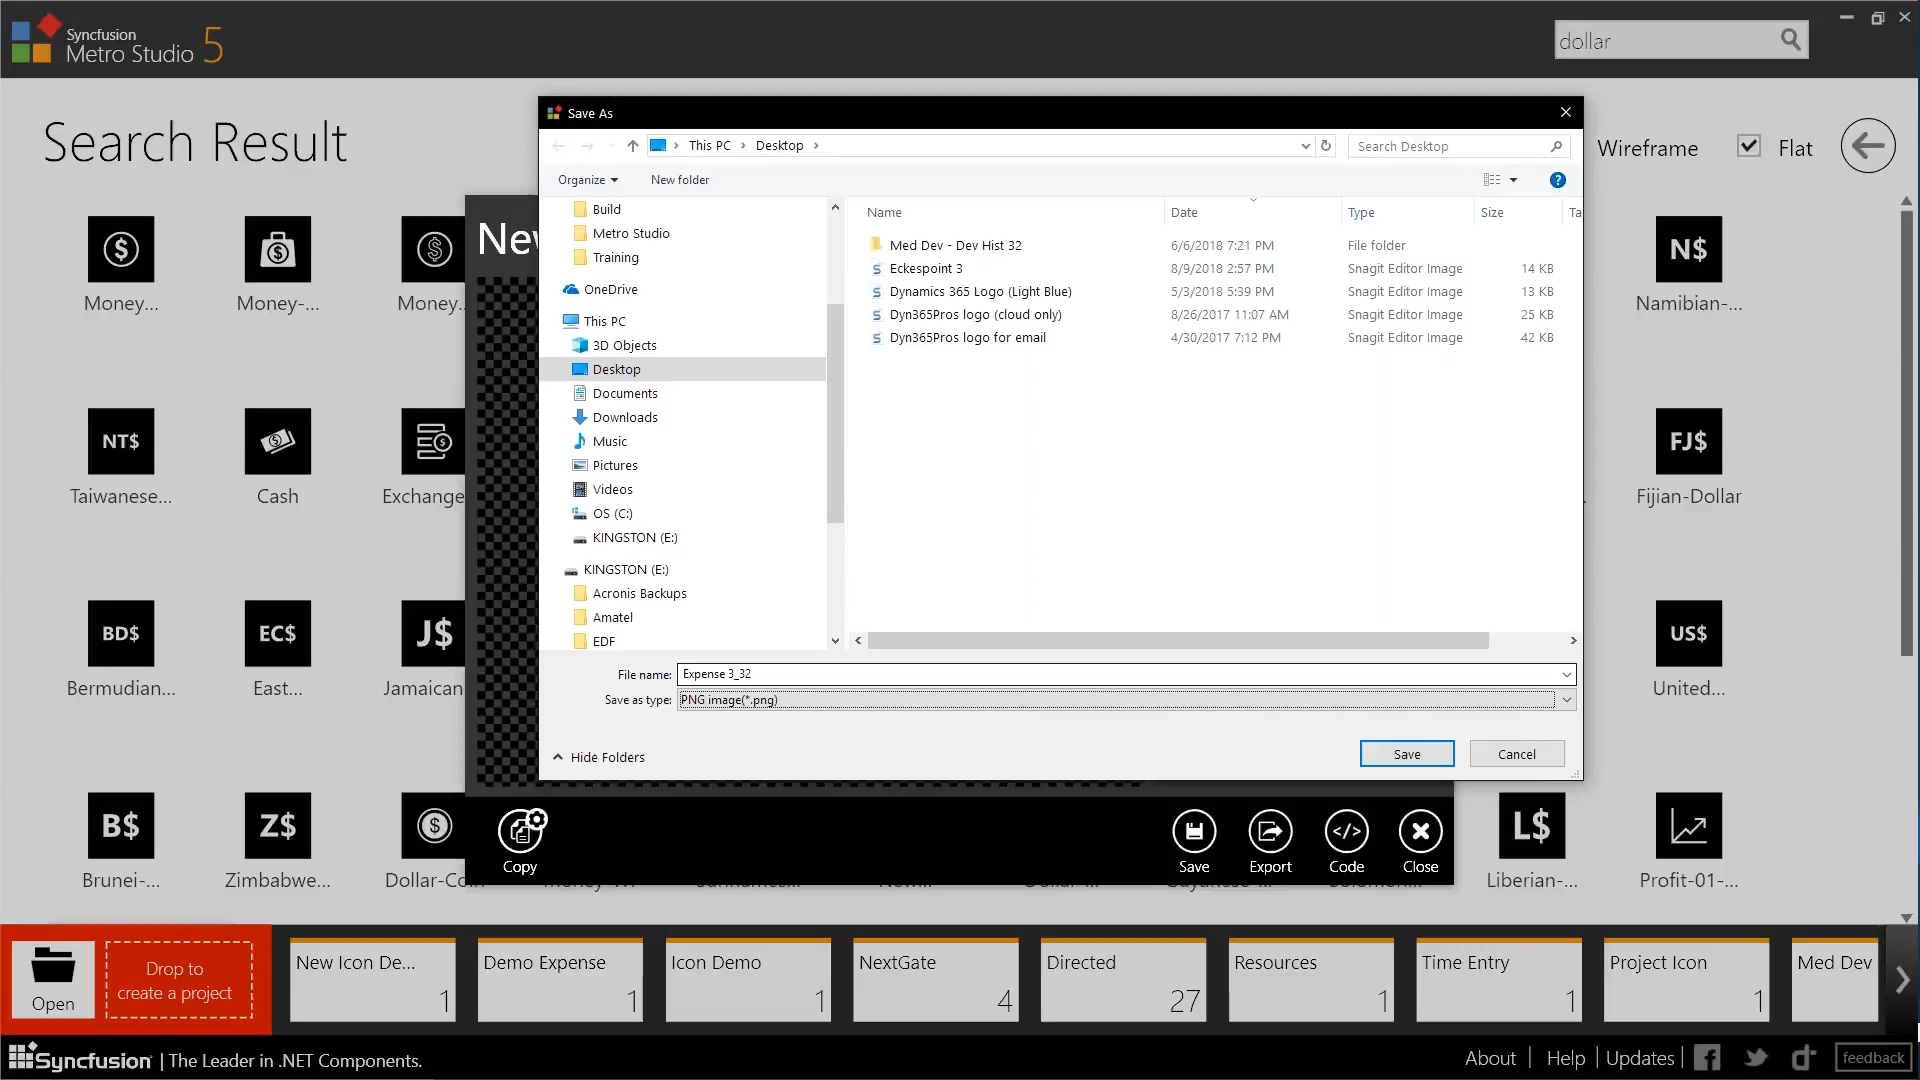 Syncfusion
Metro Studio 5
dollar
Search Result
Wireframe
Flat
New
Save As
This PC > Desktop >
Search Desktop
Organize
New folder
Build
Metro Studio
Training
OneDrive
This PC
3D Objects
Desktop
Documents
Downloads
Music
Pictures
Videos
OS (C:)
KINGSTON (E:)
KINGSTON (E:)
Acronis Backups
Amatel
EDF
Name Date Type Size Ta
Med Dev - Dev Hist 32 6/6/2018 7:21 PM File folder
Eckespoint 3 8/9/2018 2:57 PM Snagit Editor Image 14 KB
Dynamics 365 Logo (Light Blue) 5/3/2018 5:39 PM Snagit Editor Image 13 KB
Dyn365Pros logo (cloud only) 8/26/2017 11:07 AM Snagit Editor Image 25 KB
Dyn365Pros logo for email 4/30/2017 7:12 PM Snagit Editor Image 42 KB
File name: Expense 3_32
Save as type: PNG image(*.png)
Hide Folders
Save
Cancel
$ $ $ N$
Money... Money-... Money... Namibian-...
NT$ FJ$
Taiwanese... Cash Exchange Fijian-Dollar
BD$ EC$ J$ US$
Bermudian... East... Jamaican United...
B$ Z$ $ L$
Brunei-... Zimbabwe... Dollar-Co Liberian-... Profit-01-...
Copy
Save
Export
</> Code
Close
Open
Drop to
create a project
New Icon De... 1
Demo Expense 1
Icon Demo 1
NextGate 4
Directed 27
Resources 1
Time Entry 1
Project Icon 1
Med Dev
Syncfusion | The Leader in .NET Components.
About | Help | Updates |
feedback